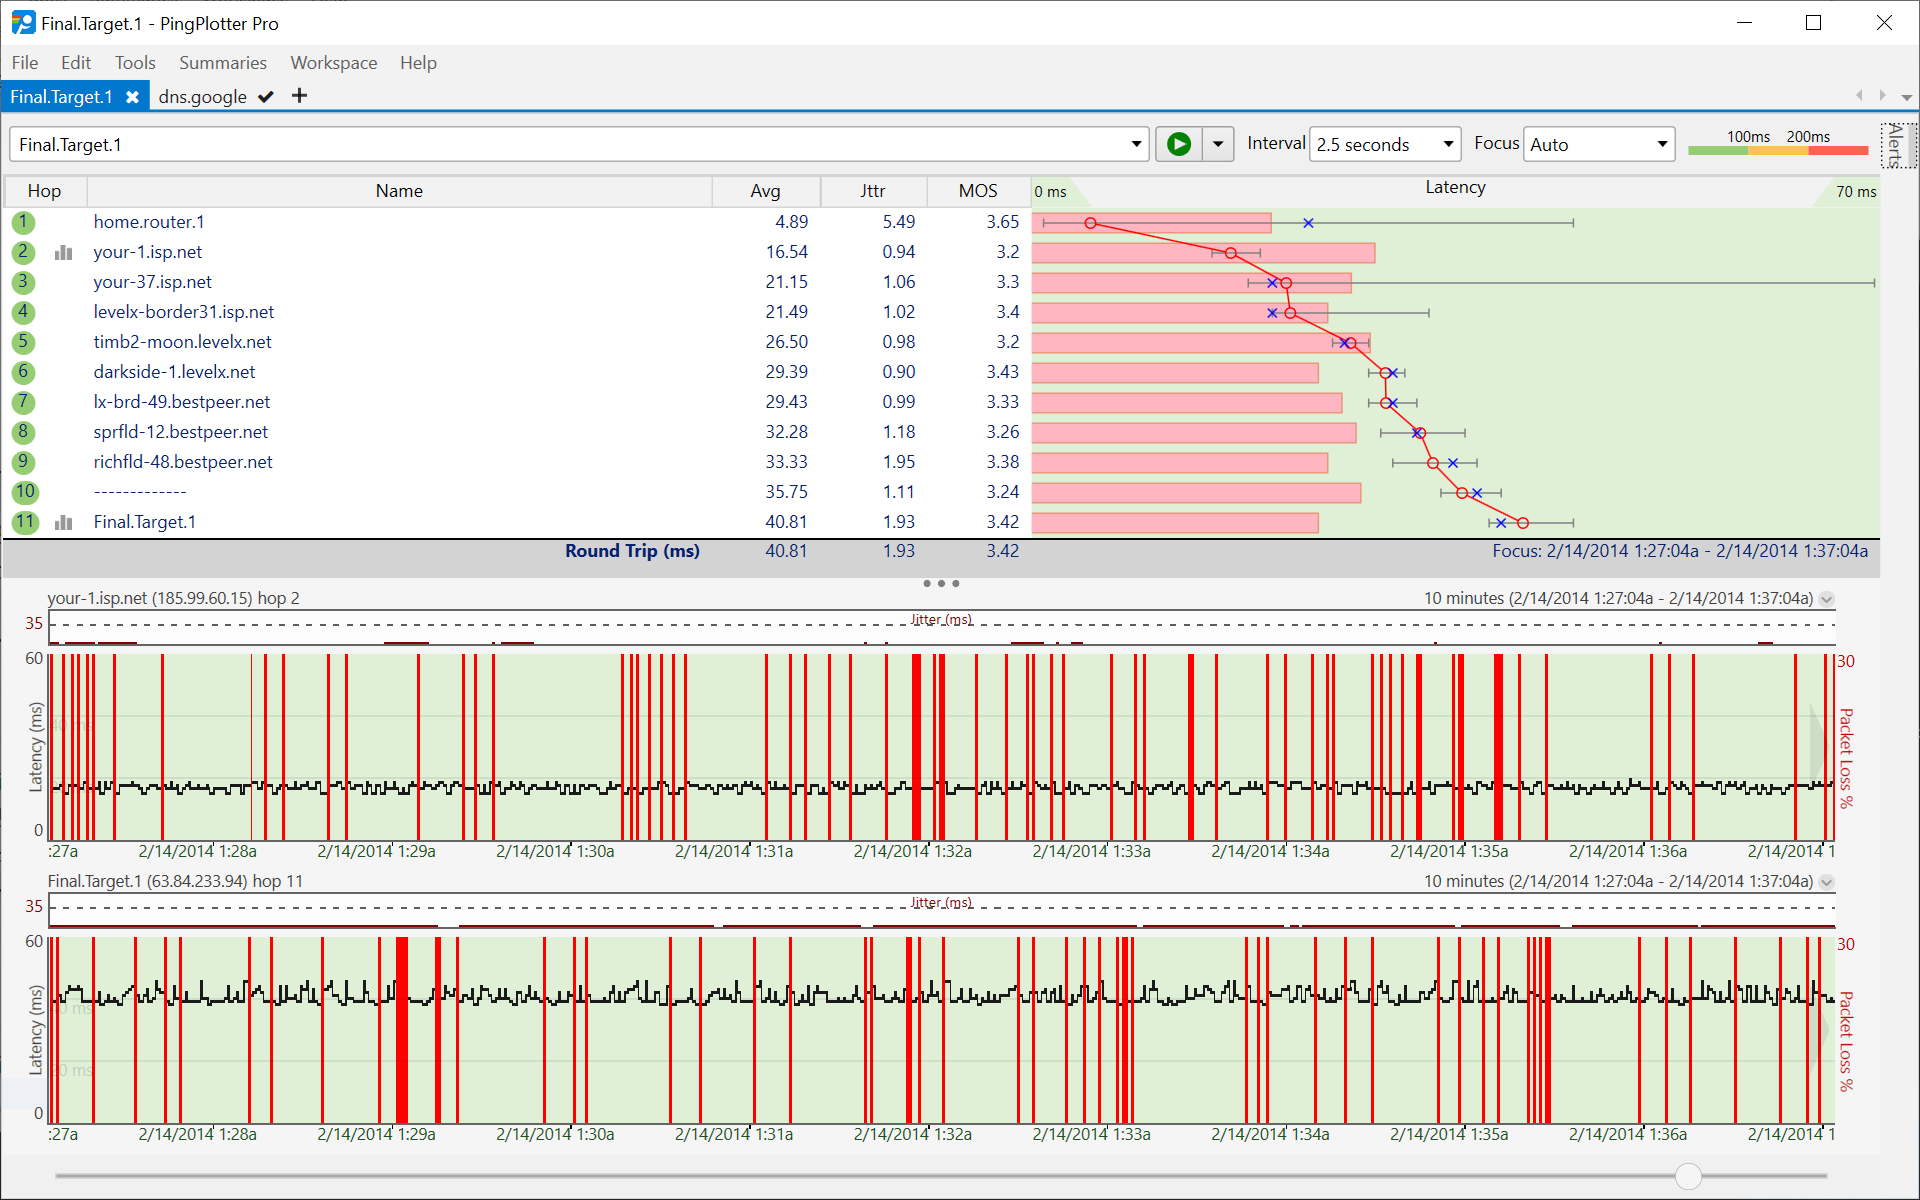 Final.Target.1 - PingPlotter Pro
File Edit Tools Summaries Workspace Help
Final.Target.1 dns.google
Final.Target.1 Interval 2.5 seconds Focus Auto 100ms 200ms Alerts
Hop Name Avg Jttr MOS 0 ms Latency 70 ms
1 home.router.1 4.89 5.49 3.65
2 your-1.isp.net 16.54 0.94 3.2
3 your-37.isp.net 21.15 1.06 3.3
4 levelx-border31.isp.net 21.49 1.02 3.4
5 timb2-moon.levelx.net 26.50 0.98 3.2
6 darkside-1.levelx.net 29.39 0.90 3.43
7 lx-brd-49.bestpeer.net 29.43 0.99 3.33
8 sprfld-12.bestpeer.net 32.28 1.18 3.26
9 richfld-48.bestpeer.net 33.33 1.95 3.38
10 ------------- 35.75 1.11 3.24
11 Final.Target.1 40.81 1.93 3.42
Round Trip (ms) 40.81 1.93 3.42 Focus: 2/14/2014 1:27:04a - 2/14/2014 1:37:04a
your-1.isp.net (185.99.60.15) hop 2 10 minutes (2/14/2014 1:27:04a - 2/14/2014 1:37:04a)
35 Jitter (ms)
60 30
40 ms
Latency (ms) Packet Loss %
0
:27a 2/14/2014 1:28a 2/14/2014 1:29a 2/14/2014 1:30a 2/14/2014 1:31a 2/14/2014 1:32a 2/14/2014 1:33a 2/14/2014 1:34a 2/14/2014 1:35a 2/14/2014 1:36a 2/14/2014 1
Final.Target.1 (63.84.233.94) hop 11 10 minutes (2/14/2014 1:27:04a - 2/14/2014 1:37:04a)
35 Jitter (ms)
60 30
40 ms
Latency (ms) Packet Loss %
20 ms
0
:27a 2/14/2014 1:28a 2/14/2014 1:29a 2/14/2014 1:30a 2/14/2014 1:31a 2/14/2014 1:32a 2/14/2014 1:33a 2/14/2014 1:34a 2/14/2014 1:35a 2/14/2014 1:36a 2/14/2014 1